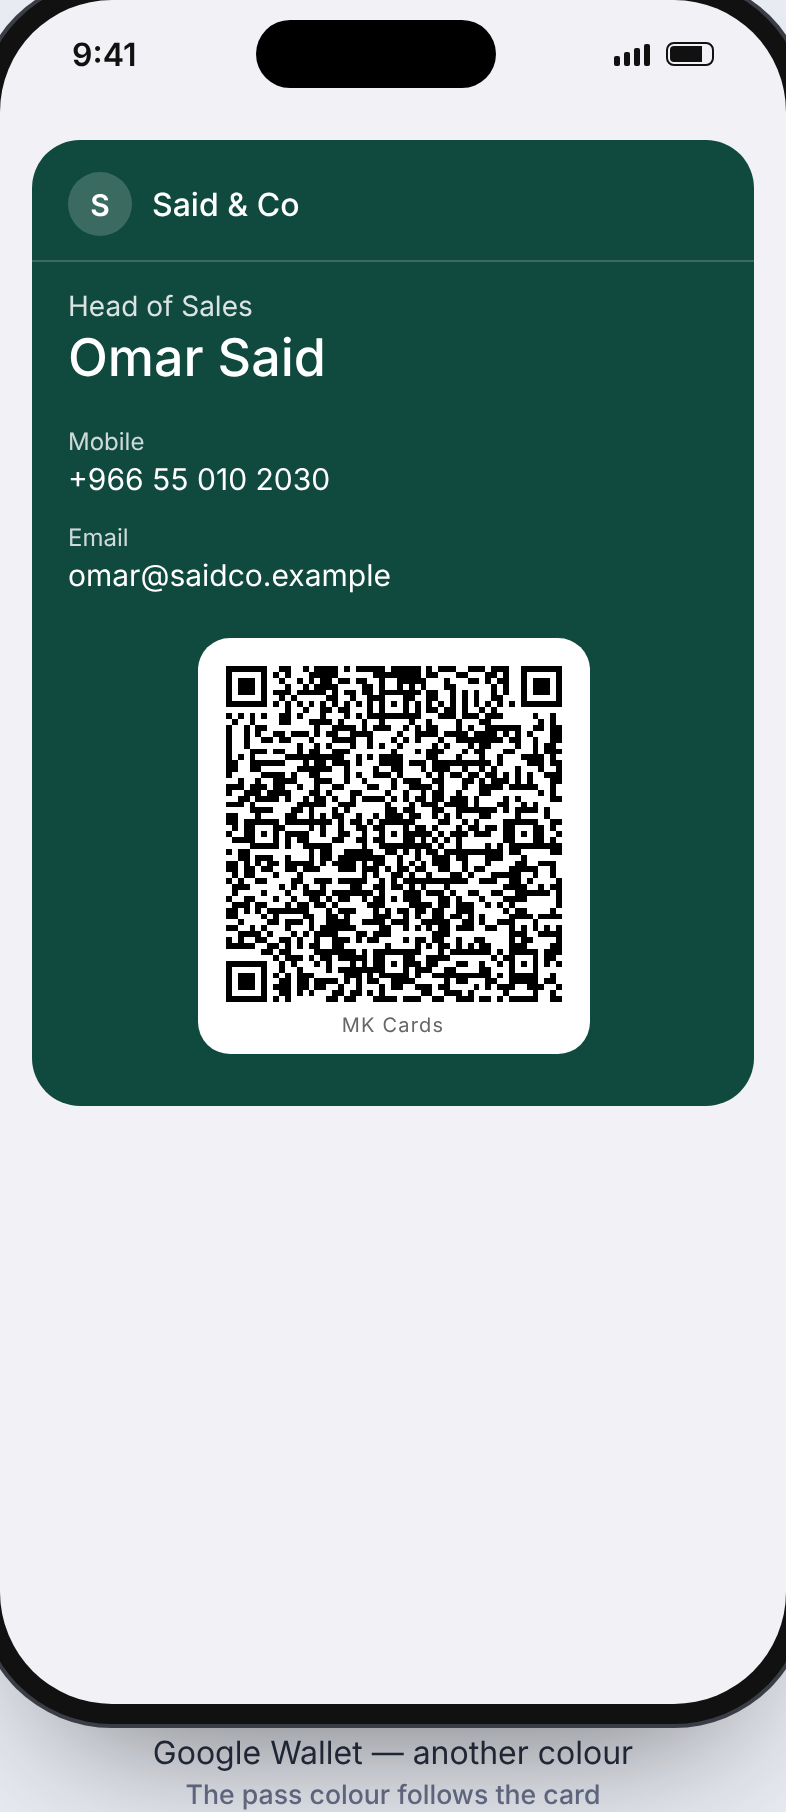 9:41
S
Said & Co
Head of Sales
Omar Said
Mobile
+966 55 010 2030
Email
omar@saidco.example
MK Cards
Google Wallet — another colour
The pass colour follows the card